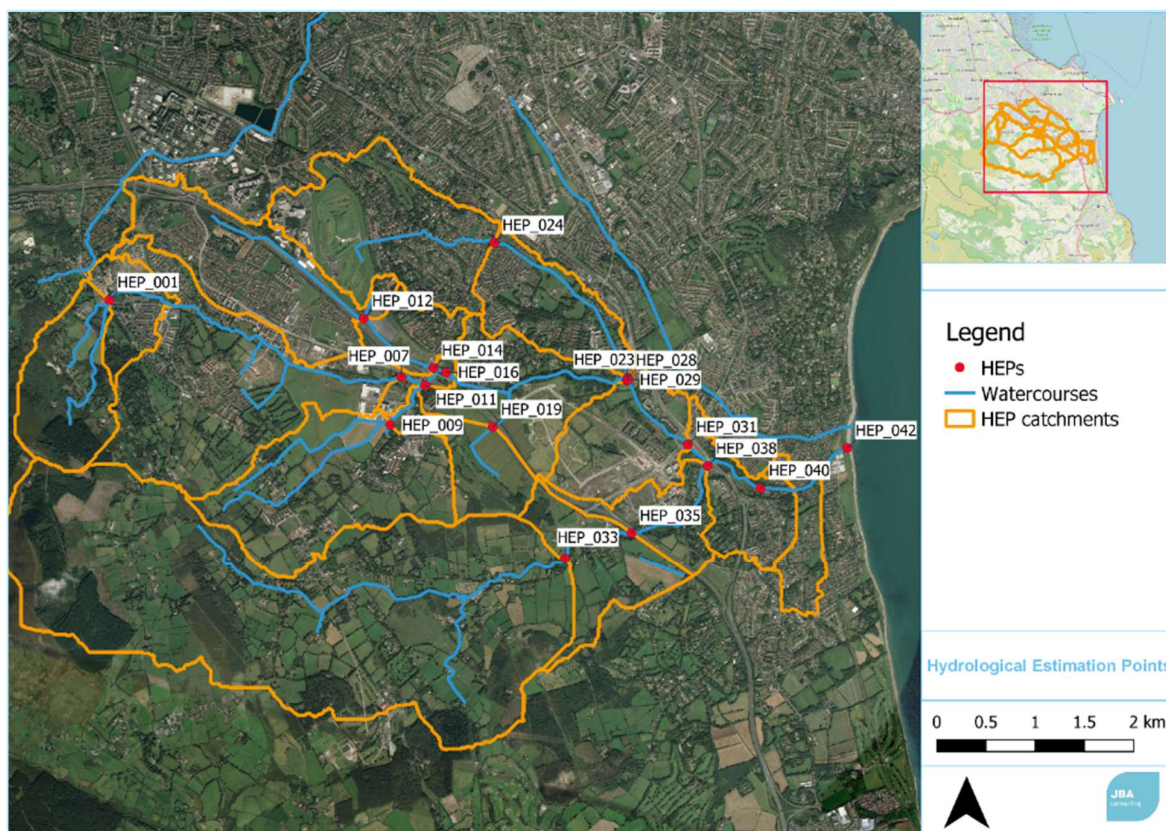 HEP_024
HEP_001
HEP_012
HEP_014
HEP_023
HEP_028
HEP_007
HEP_016
HEP_029
HEP_011
HEP_019
HEP_009
HEP_031
HEP_042
HEP_038
HEP_040
HEP_035
HEP_033
Legend
HEPs
Watercourses
HEP catchments
Hydrological Estimation Points
0 0.5 1 1.5 2 km
JBA
consulting